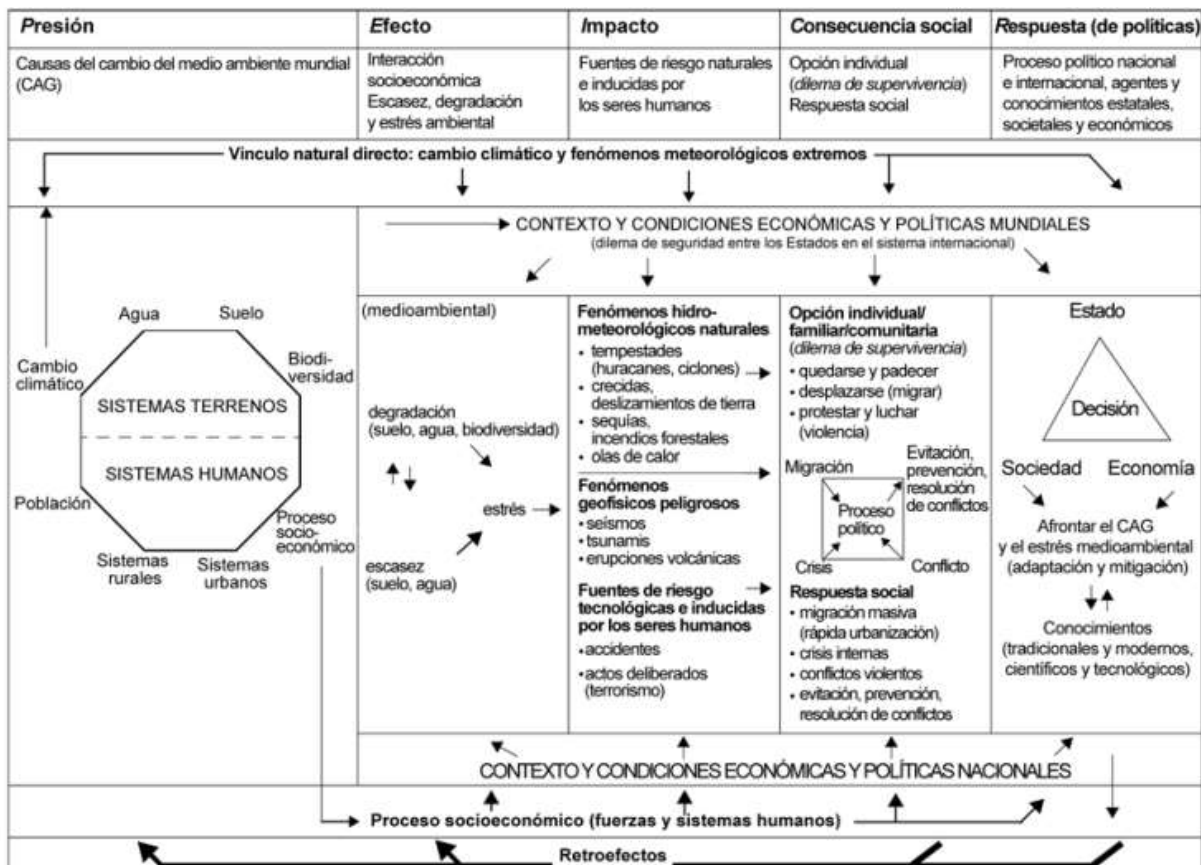 Presión
Efecto
Impacto
Consecuencia social
Respuesta (de políticas)
Causas del cambio del medio ambiente mundial
(CAG)
Interacción
socioeconómica
Escasez, degradación
y estrés ambiental
Fuentes de riesgo naturales
e inducidas por
los seres humanos
Opción individual
(dilema de supervivencia)
Respuesta social
Proceso político nacional
e internacional, agentes y
conocimientos estatales,
societales y económicos
Vinculo natural directo: cambio climático y fenómenos meteorológicos extremos
CONTEXTO Y CONDICIONES ECONÓMICAS Y POLÍTICAS MUNDIALES
(dilema de seguridad entre los Estados en el sistema internacional)
Agua
Suelo
Cambio
climático
Biodi-
versidad
SISTEMAS TERRENOS
SISTEMAS HUMANOS
Población
Proceso
socio-
económico
Sistemas
rurales
Sistemas
urbanos
(medioambiental)
degradación
(suelo, agua, biodiversidad)
estrés
escasez
(suelo, agua)
Fenómenos hidro-
meteorológicos naturales
• tempestades
(huracanes, ciclones)
• crecidas,
deslizamientos de tierra
• sequías,
incendios forestales
• olas de calor
Fenómenos
geofísicos peligrosos
• seísmos
• tsunamis
• erupciones volcánicas
Fuentes de riesgo
tecnológicas e inducidas
por los seres humanos
• accidentes
• actos deliberados
(terrorismo)
Opción individual/
familiar/comunitaria
(dilema de supervivencia)
• quedarse y padecer
• desplazarse (migrar)
• protestar y luchar
(violencia)
Migración
Evitación,
prevención,
resolución
de conflictos
Proceso
político
Crisis
Conflicto
Respuesta social
• migración masiva
(rápida urbanización)
• crisis internas
• conflictos violentos
• evitación, prevención,
resolución de conflictos
Estado
Decisión
Sociedad
Economía
Afrontar el CAG
y el estrés medioambiental
(adaptación y mitigación)
Conocimientos
(tradicionales y modernos,
científicos y tecnológicos)
CONTEXTO Y CONDICIONES ECONÓMICAS Y POLÍTICAS NACIONALES
Proceso socioeconómico (fuerzas y sistemas humanos)
Retroefectos